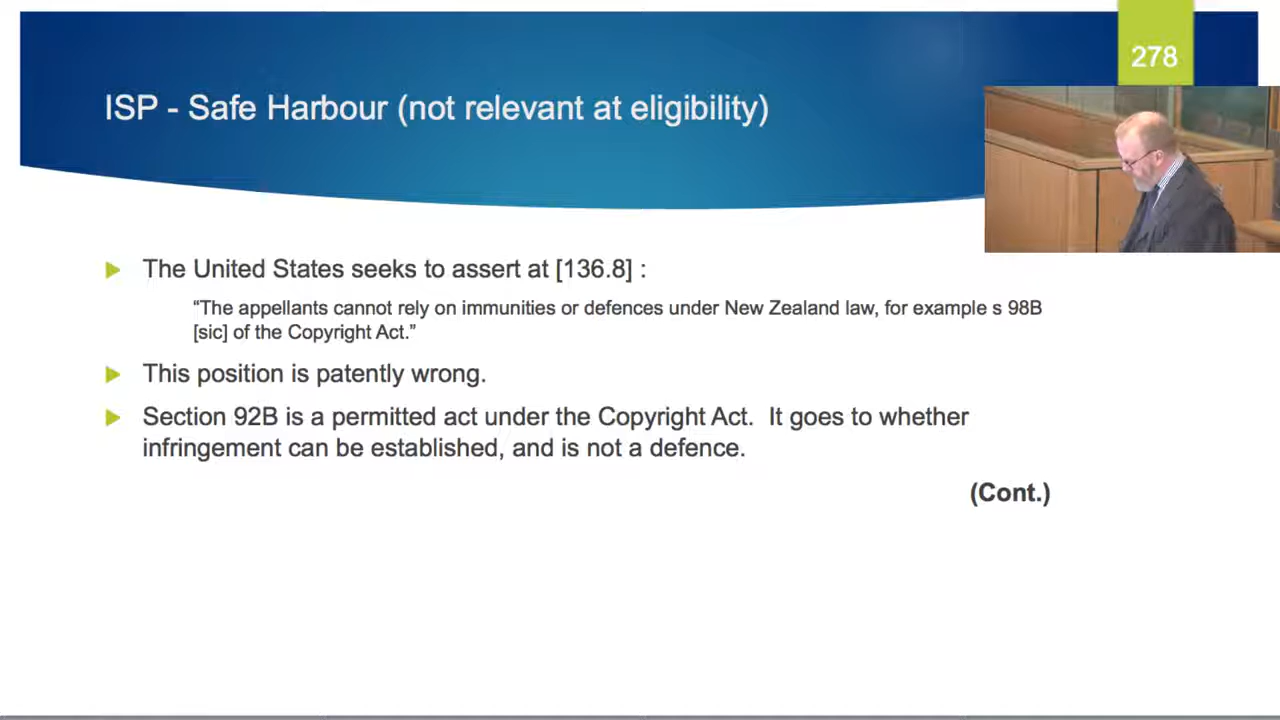 278
ISP - Safe Harbour (not relevant at eligibility)
The United States seeks to assert at [136.8] :
“The appellants cannot rely on immunities or defences under New Zealand law, for example s 98B
[sic] of the Copyright Act.”
This position is patently wrong.
Section 92B is a permitted act under the Copyright Act.  It goes to whether
infringement can be established, and is not a defence.
(Cont.)